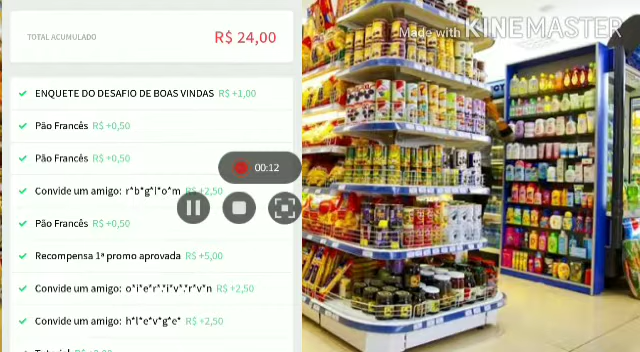 TOTAL ACUMULADO R$ 24,00
Made with KINEMASTER
ENQUETE DO DESAFIO DE BOAS VINDAS R$ +1,00
Pão Francês R$ +0,50
Pão Francês R$ +0,50
00:12
Convide um amigo: r*b*g*l*o*m R$ +2,50
Pão Francês R$ +0,50
Recompensa 1ª promo aprovada R$ +5,00
Convide um amigo: o*i*e*r*.*i*v*.*r*v*n R$ +2,50
Convide um amigo: h*l*e*v*g*e* R$ +2,50